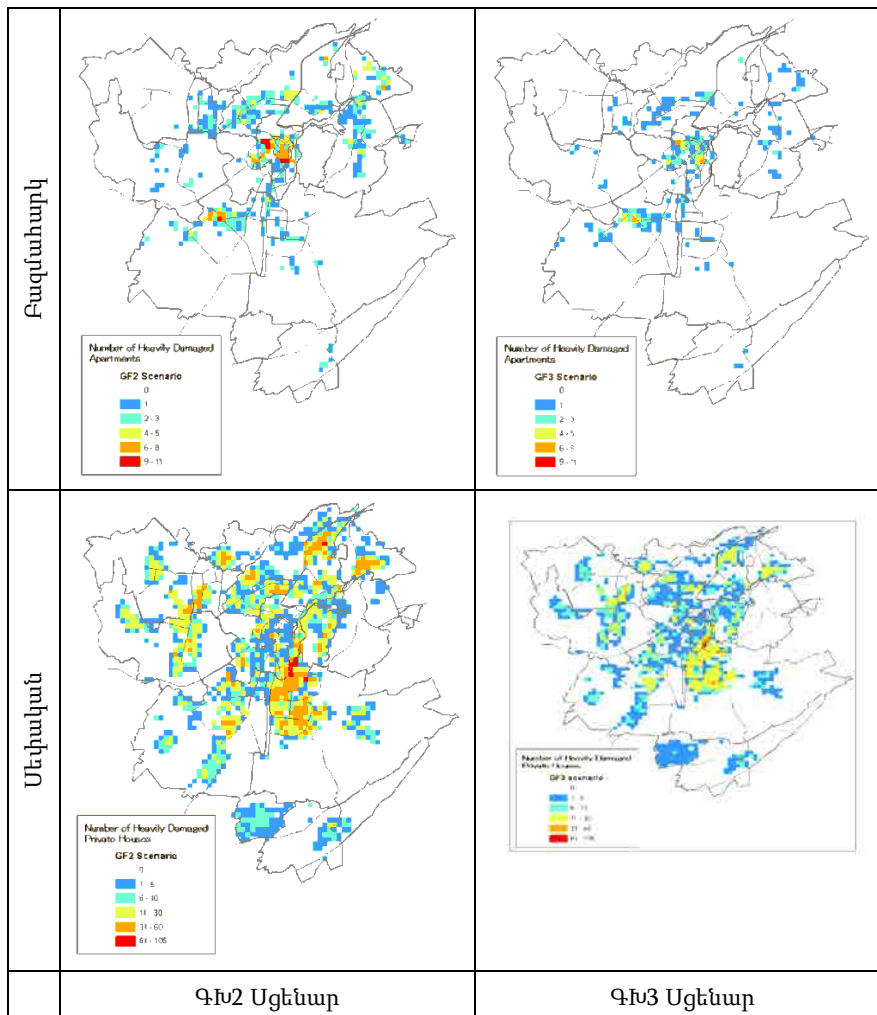 Բազմահարկ
Number of Heavily Damaged
Apartments
GF2 Scenario
0
1
2 - 3
4 - 5
6 - 8
9 - 11
Number of Heavily Damaged
Apartments
GF3 Scenario
0
1
2 - 3
4 - 5
6 - 8
9 - 11
Սեփական
Number of Heavily Damaged
Private Houses
GF2 Scenario
0
1 - 5
6 - 10
11 - 30
31 - 60
61 - 105
Number of Heavily Damaged
Private Houses
GF3 scenario
0
ԳԽ2 Սցենար
ԳԽ3 Սցենար